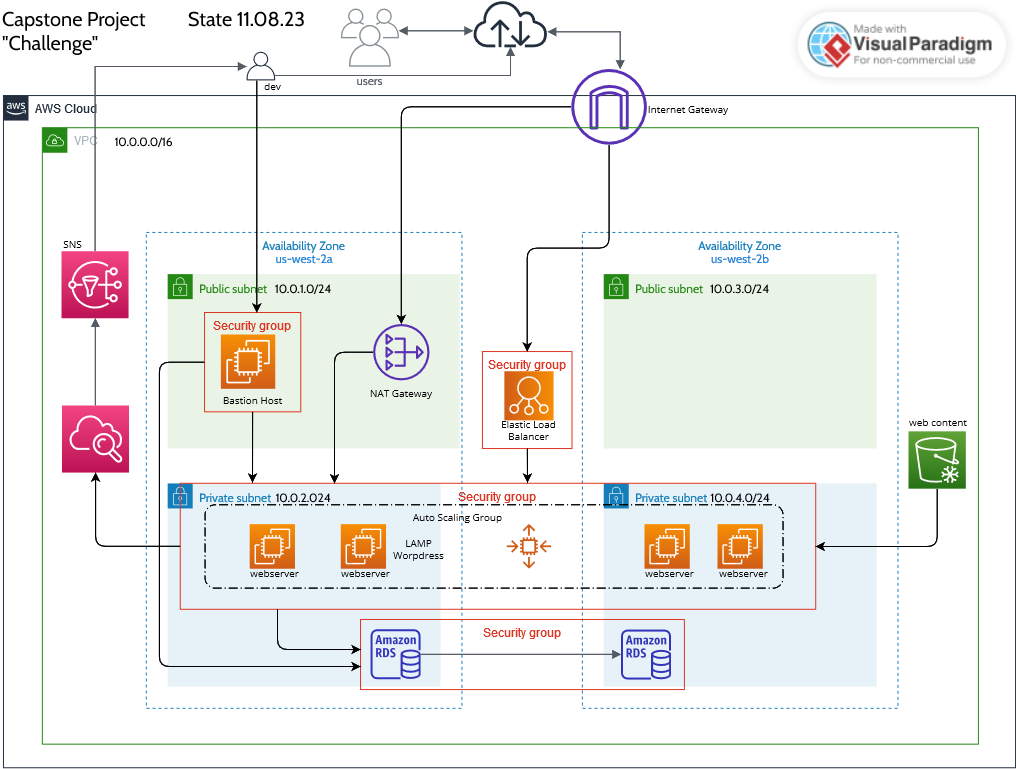 Capstone Project State 11.08.23
"Challenge"
Made with
VisualParadigm
For non-commercial use
users
dev
aws
AWS Cloud
Internet Gateway
VPC 10.0.0.0/16
SNS
Availability Zone
us-west-2a
Availability Zone
us-west-2b
Public subnet 10.0.1.0/24
Public subnet 10.0.3.0/24
Security group
Bastion Host
NAT Gateway
Security group
Elastic Load
Balancer
web content
Private subnet 10.0.2.024
Security group
Private subnet 10.0.4.0/24
Auto Scaling Group
LAMP
Worpdress
webserver
webserver
webserver
webserver
Security group
Amazon
RDS
Amazon
RDS